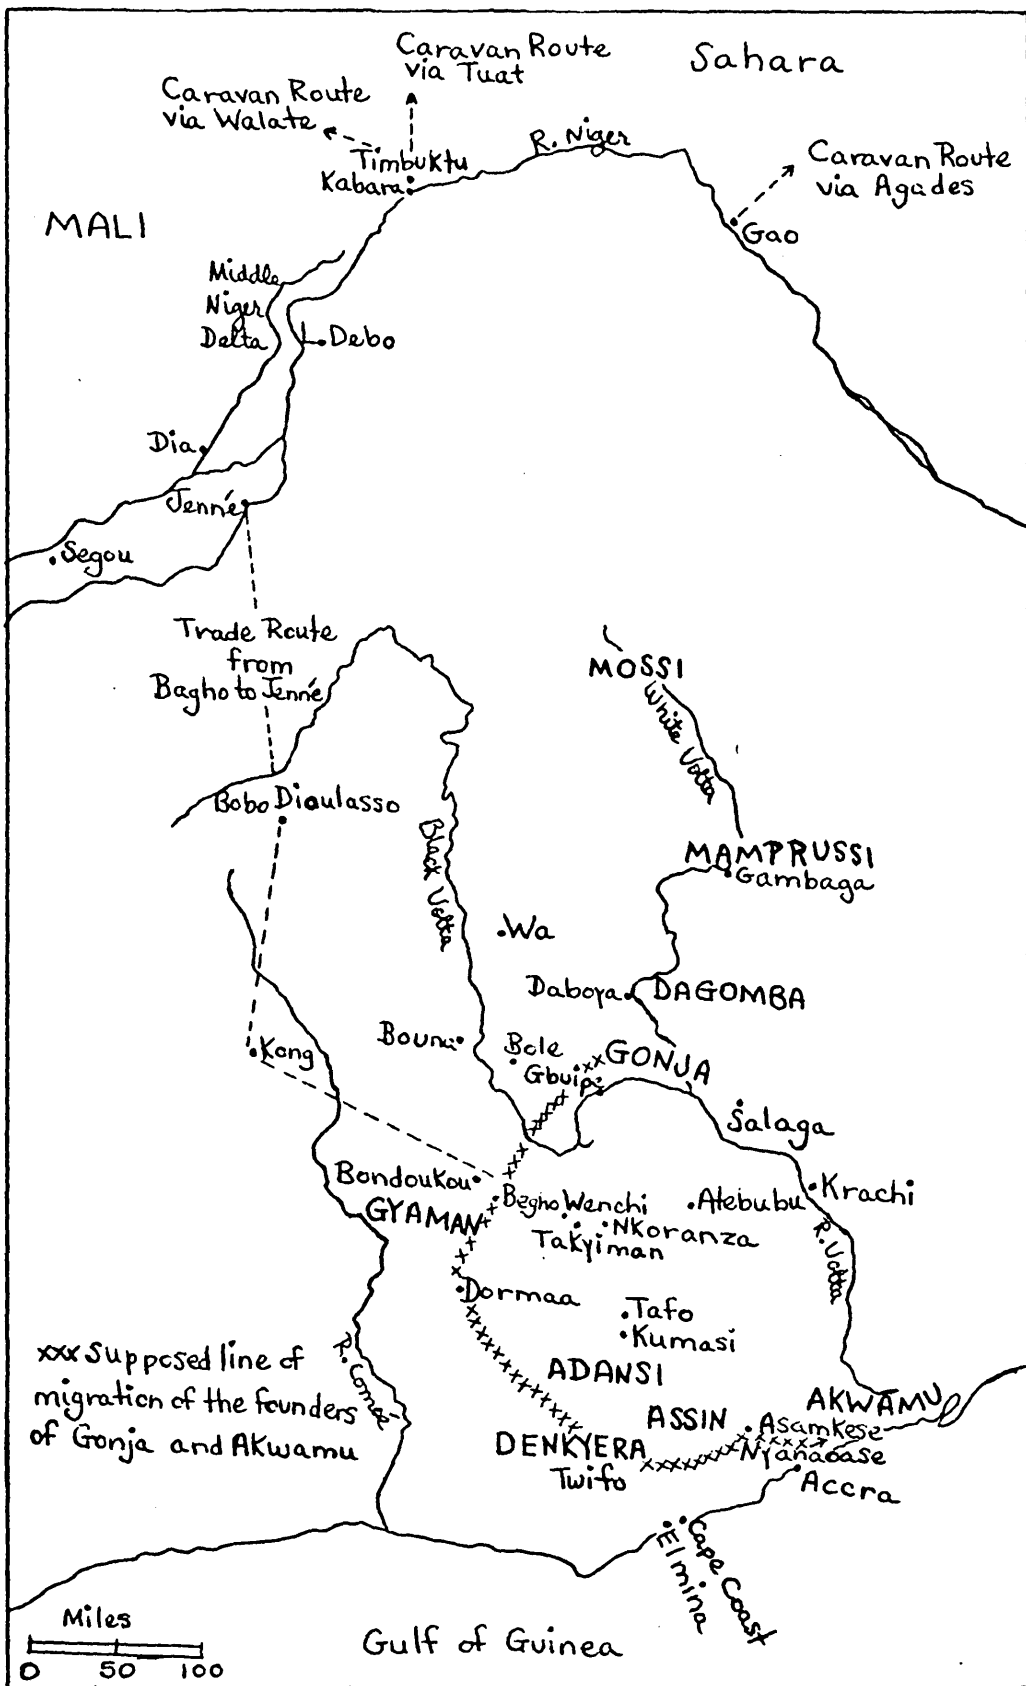 Caravan Route
via Tuat
Sahara
Caravan Route
via Walate
R. Niger
Timbuktu
Kabara
Caravan Route
via Agades
MALI
Gao
Middle
Niger
Delta
L. Debo
Dia
Jenné
Segou
Trade Route
from
Bagho to Jenné
MOSSI
White Volta
Bobo Dioulasso
Black Volta
MAMPRUSSI
Gambaga
Wa
Daboya
DAGOMBA
Bouna
Bole
GONJA
Gbuipe
Kong
Salaga
Bondoukou
Begho
Wenchi
Atebubu
Krachi
GYAMAN
Nkoranza
Takyiman
R. Volta
Dormaa
Tafo
Kumasi
xxx Supposed line of
migration of the founders
of Gonja and Akwamu
R. Comoé
ADANSI
AKWAMU
ASSIN
Asamkese
DENKYERA
Nyanaoase
Twifo
Accra
Cape Coast
Elmina
Miles
0 50 100
Gulf of Guinea